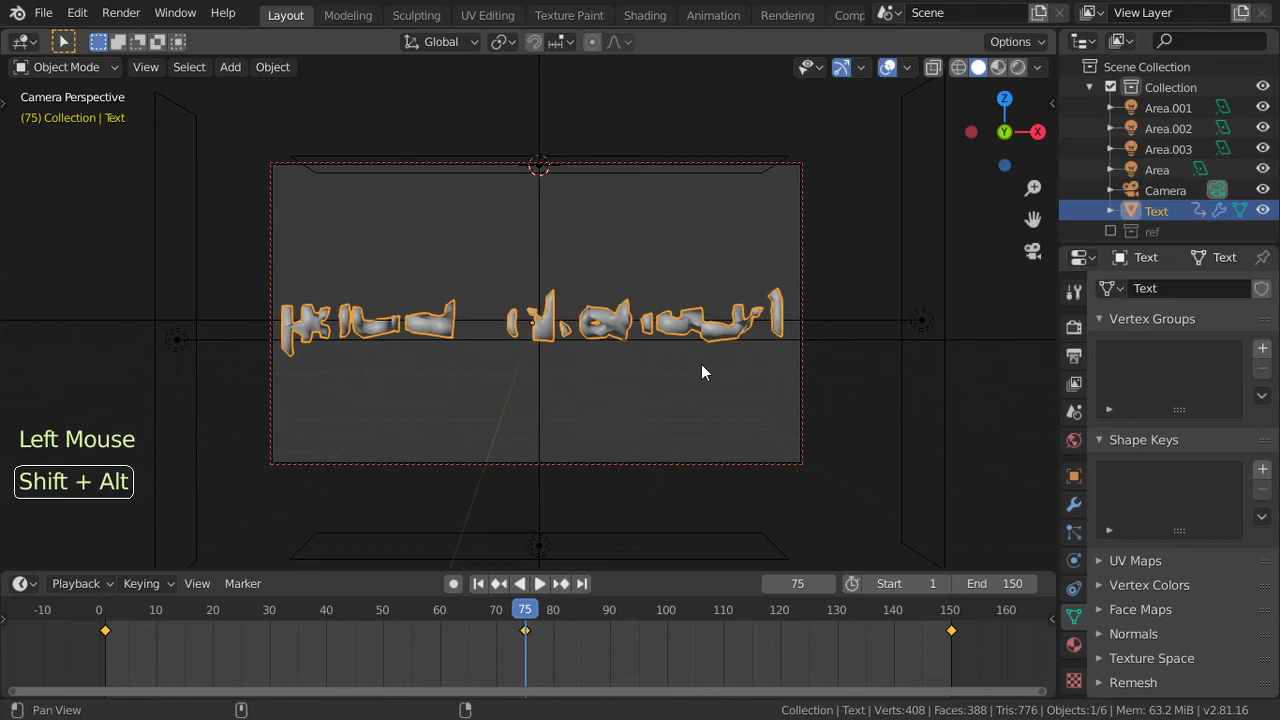 File Edit Render Window Help Layout Modeling Sculpting UV Editing Texture Paint Shading Animation Rendering Comp Scene View Layer
Global Options
Object Mode View Select Add Object
Camera Perspective
(75) Collection | Text
Z
X
Y
Left Mouse
Shift + Alt
Scene Collection
Collection
Area.001
Area.002
Area.003
Area
Camera
Text
ref
Text Text
Text
Vertex Groups
Shape Keys
UV Maps
Vertex Colors
Face Maps
Normals
Texture Space
Remesh
Playback Keying View Marker 75 Start 1 End 150
-10 0 10 20 30 40 50 60 70 75 80 90 100 110 120 130 140 150 160
Pan View Collection | Text | Verts:408 | Faces:388 | Tris:776 | Objects:1/6 | Mem: 63.2 MiB | v2.81.16